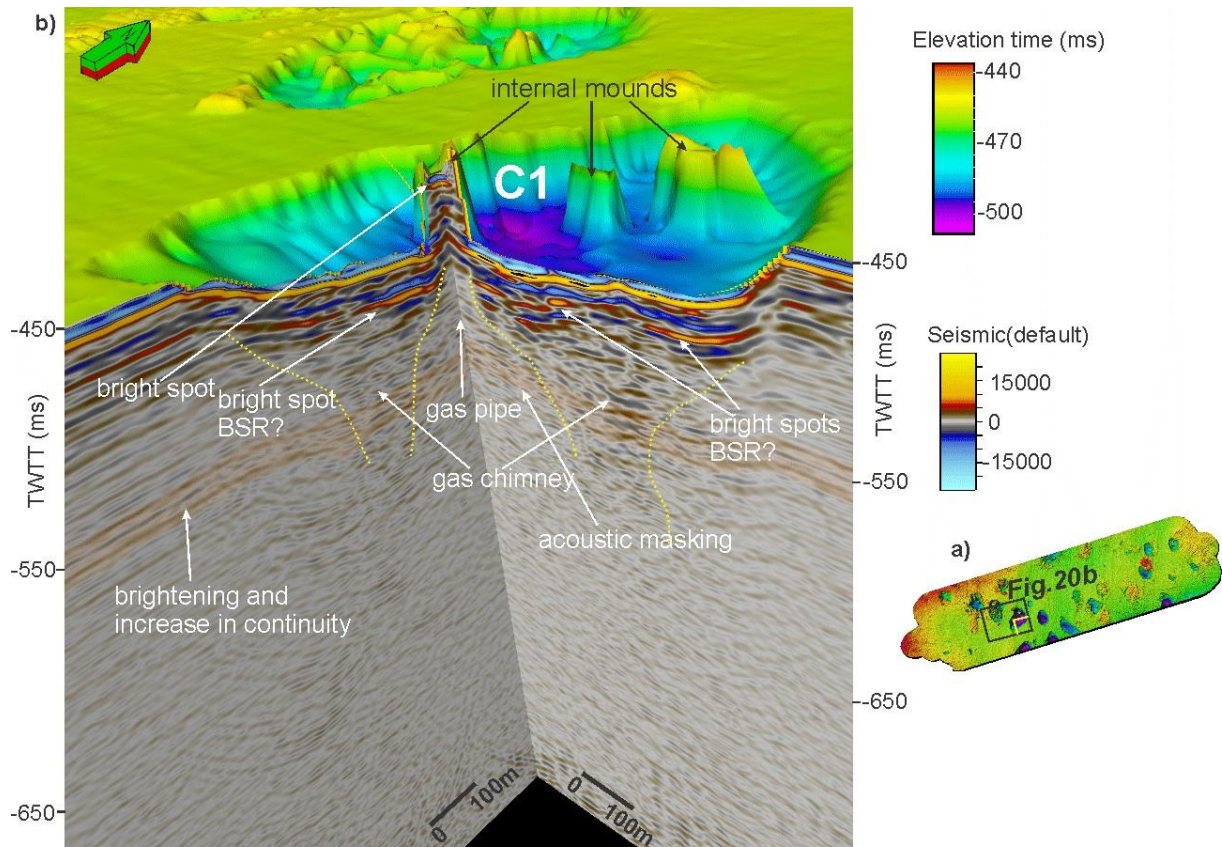 b)
internal mounds
C1
bright spot
bright spot
BSR?
gas pipe
gas chimney
acoustic masking
bright spots
BSR?
brightening and
increase in continuity
TWTT (ms)
-450
-550
-650
0 100m
0 100m
TWTT (ms)
-450
-550
-650
Elevation time (ms)
-440
-470
-500
Seismic(default)
15000
0
-15000
a)
Fig.20b